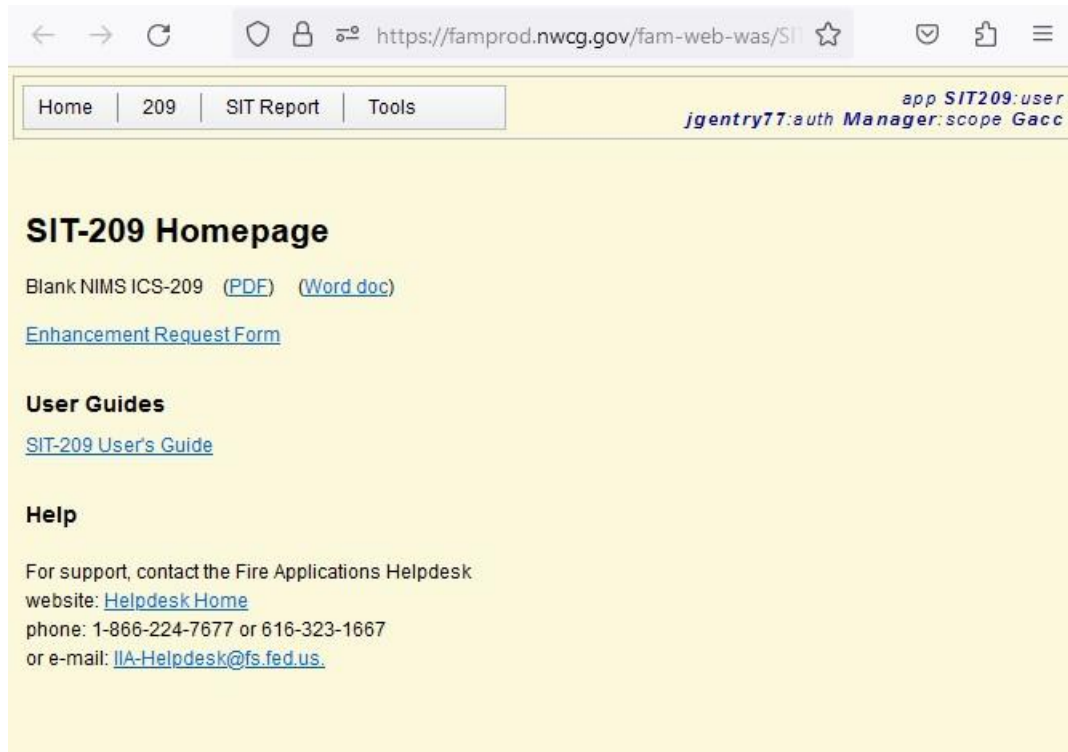 https://famprod.nwcg.gov/fam-web-was/SI
Home 209 SIT Report Tools
app SIT209:user
jgentry77:auth Manager:scope Gacc
SIT-209 Homepage
Blank NIMS ICS-209 (PDF) (Word doc)
Enhancement Request Form
User Guides
SIT-209 User's Guide
Help
For support, contact the Fire Applications Helpdesk
website: Helpdesk Home
phone: 1-866-224-7677 or 616-323-1667
or e-mail: IIA-Helpdesk@fs.fed.us.